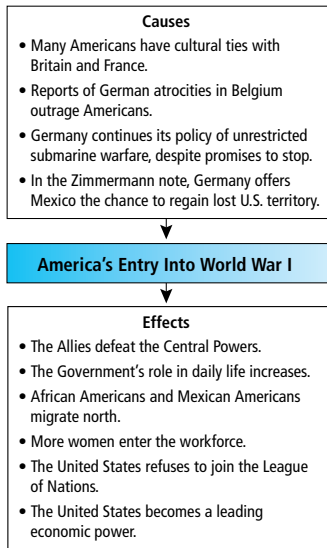 Causes
• Many Americans have cultural ties with
Britain and France.
• Reports of German atrocities in Belgium
outrage Americans.
• Germany continues its policy of unrestricted
submarine warfare, despite promises to stop.
• In the Zimmermann note, Germany offers
Mexico the chance to regain lost U.S. territory.
America's Entry Into World War I
Effects
• The Allies defeat the Central Powers.
• The Government's role in daily life increases.
• African Americans and Mexican Americans
migrate north.
• More women enter the workforce.
• The United States refuses to join the League
of Nations.
• The United States becomes a leading
economic power.